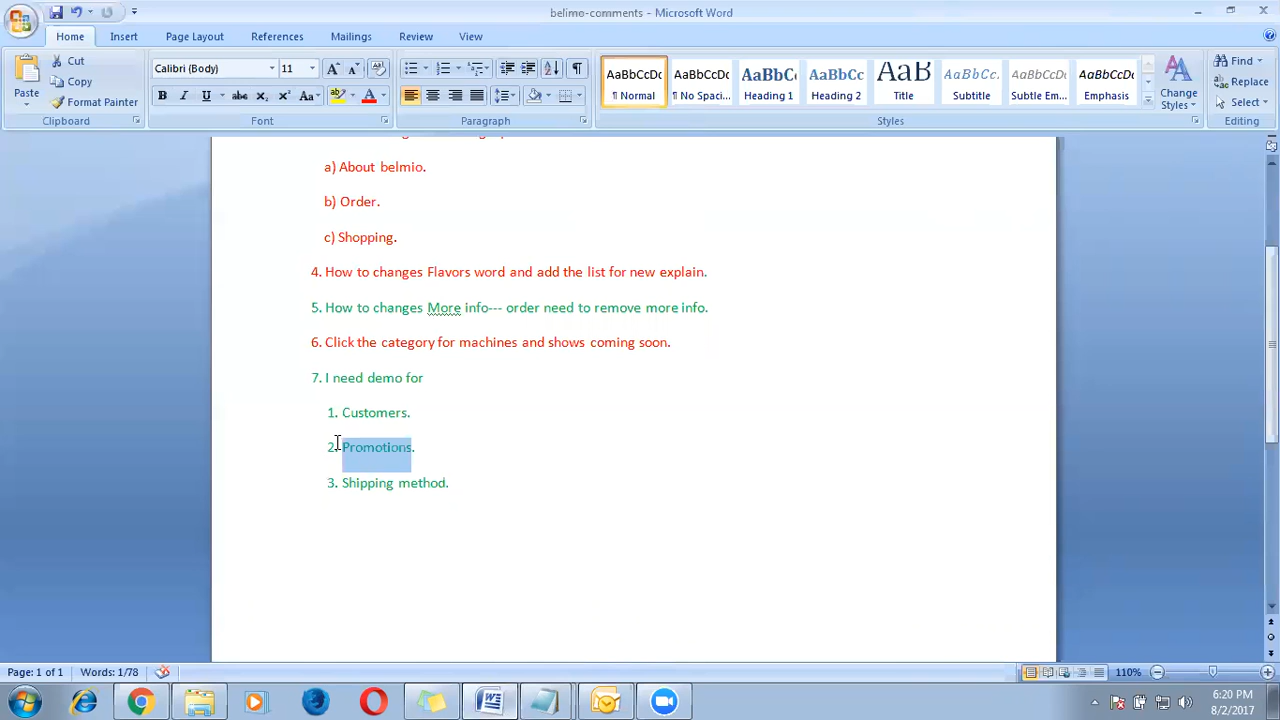 belimo-comments - Microsoft Word
Home Insert Page Layout References Mailings Review View
Paste
Cut
Copy
Format Painter
Clipboard
Calibri (Body) 11
Font
Paragraph
AaBbCcDc AaBbCcDc AaBbC AaBbCc AaB AaBbCc. AaBbCcDc AaBbCcDc
¶ Normal ¶ No Spaci... Heading 1 Heading 2 Title Subtitle Subtle Em... Emphasis
Styles
Change Styles
Find
Replace
Select
Editing
a) About belmio.
b) Order.
c) Shopping.
4. How to changes Flavors word and add the list for new explain.
5. How to changes More info--- order need to remove more info.
6. Click the category for machines and shows coming soon.
7. I need demo for
1. Customers.
2. Promotions.
3. Shipping method.
Page: 1 of 1 Words: 1/78 110%
6:20 PM
8/2/2017